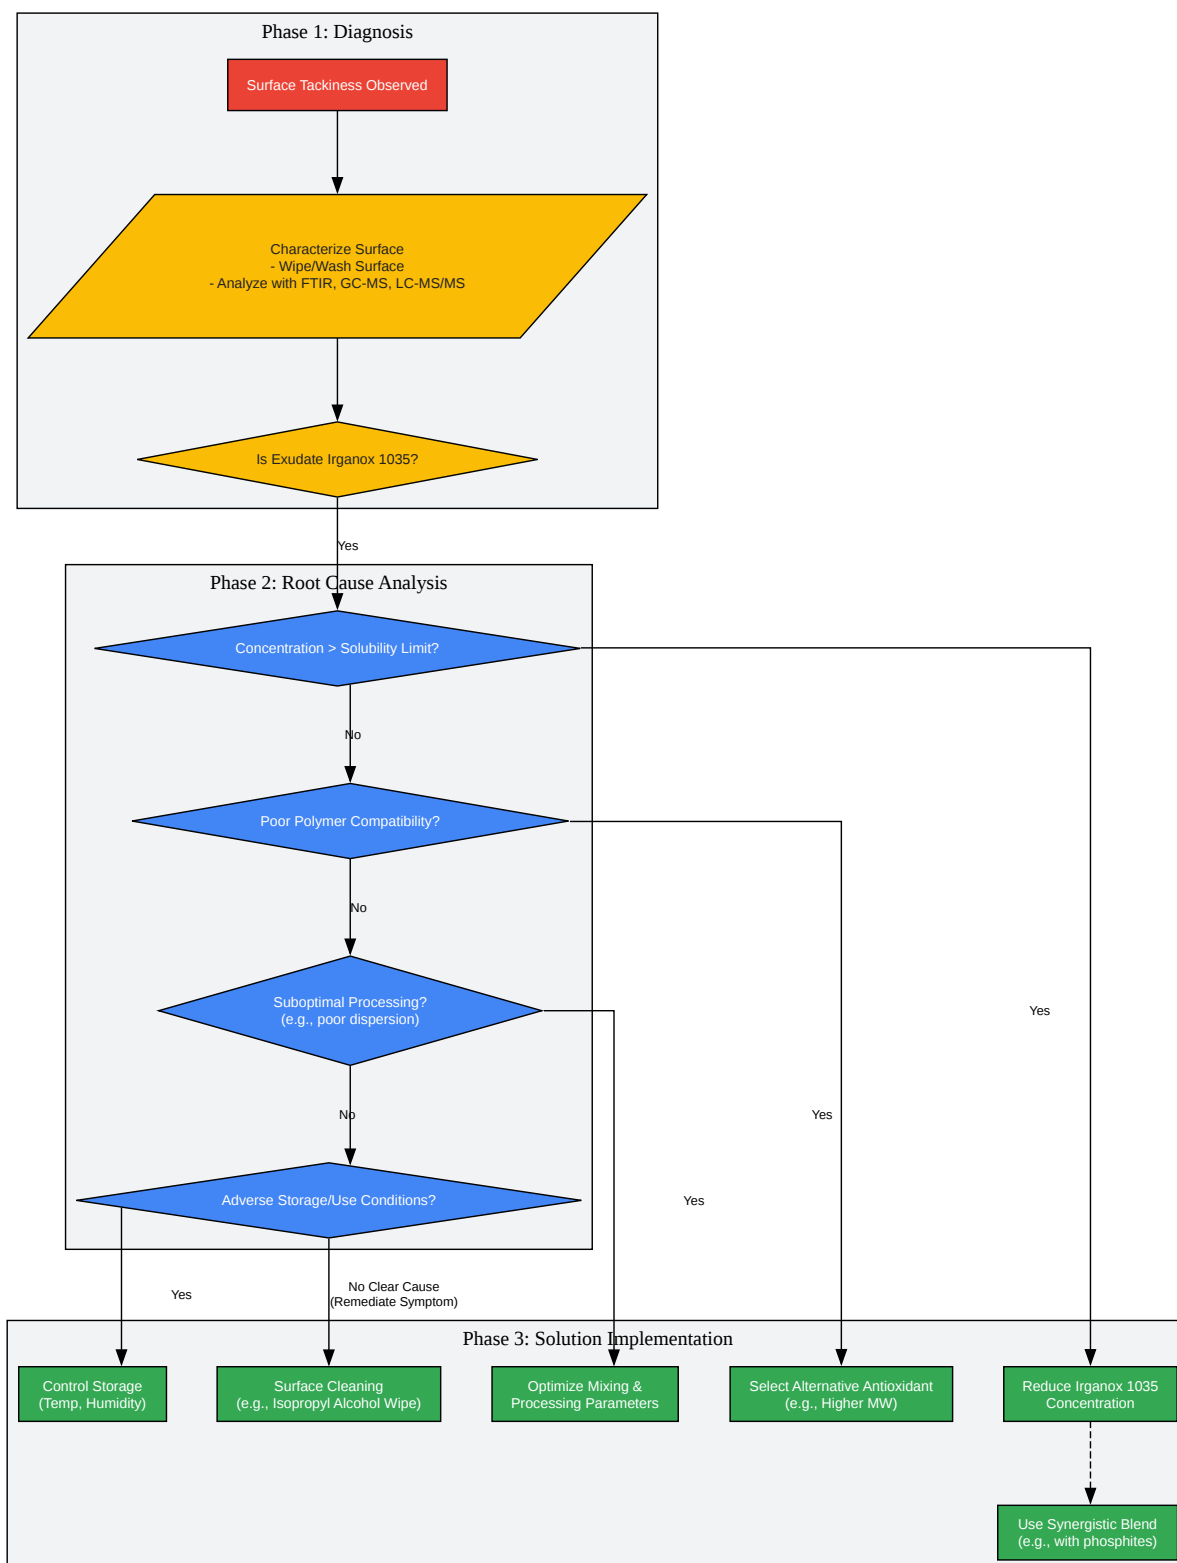 Phase 1: Diagnosis
Surface Tackiness Observed
Characterize Surface
- Wipe/Wash Surface
- Analyze with FTIR, GC-MS, LC-MS/MS
Is Exudate Irganox 1035?
Yes
Phase 2: Root Cause Analysis
Concentration > Solubility Limit?
No
Poor Polymer Compatibility?
No
Suboptimal Processing?
(e.g., poor dispersion)
Yes
No
Yes
Adverse Storage/Use Conditions?
Yes
Yes
No Clear Cause
(Remediate Symptom)
Phase 3: Solution Implementation
Control Storage
(Temp, Humidity)
Surface Cleaning
(e.g., Isopropyl Alcohol Wipe)
Optimize Mixing &
Processing Parameters
Select Alternative Antioxidant
(e.g., Higher MW)
Reduce Irganox 1035
Concentration
Use Synergistic Blend
(e.g., with phosphites)